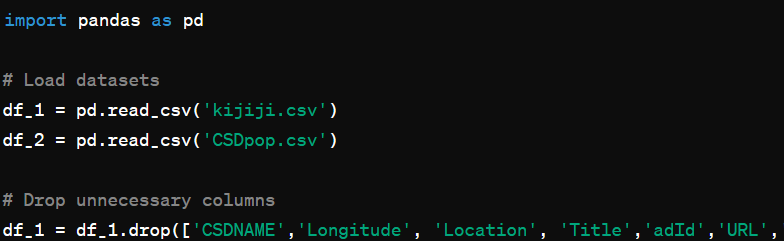 import pandas as pd
# Load datasets
df_1 = pd.read_csv('kijiji.csv')
df_2 = pd.read_csv('CSDpop.csv')
# Drop unnecessary columns
df_1 = df_1.drop(['CSDNAME','Longitude', 'Location', 'Title','adId','URL',